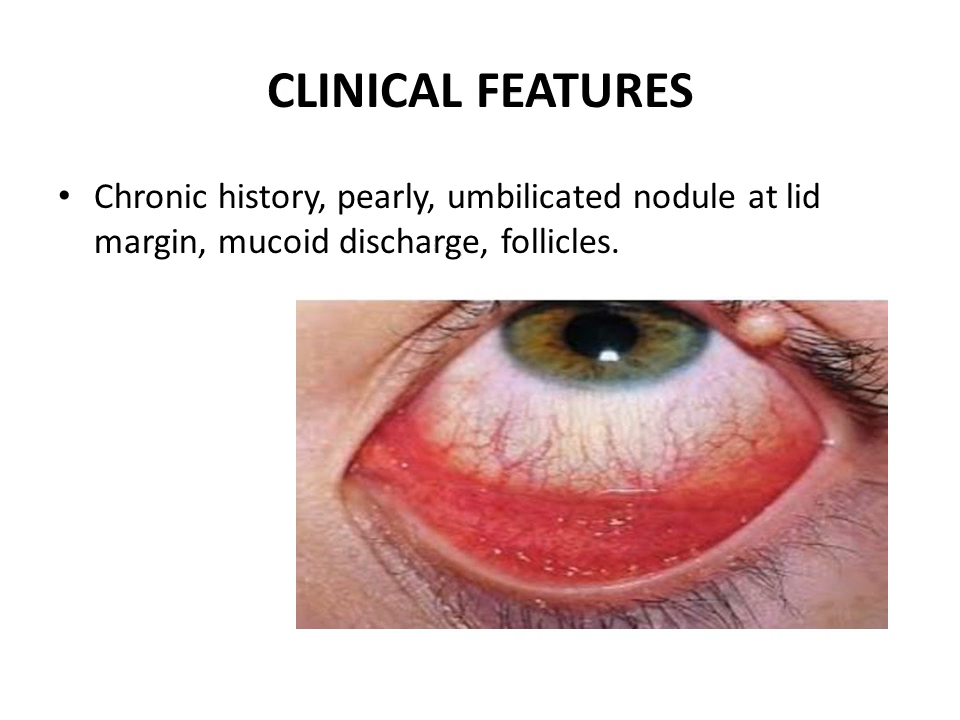 CLINICAL FEATURES
• Chronic history, pearly, umbilicated nodule at lid
margin, mucoid discharge, follicles.